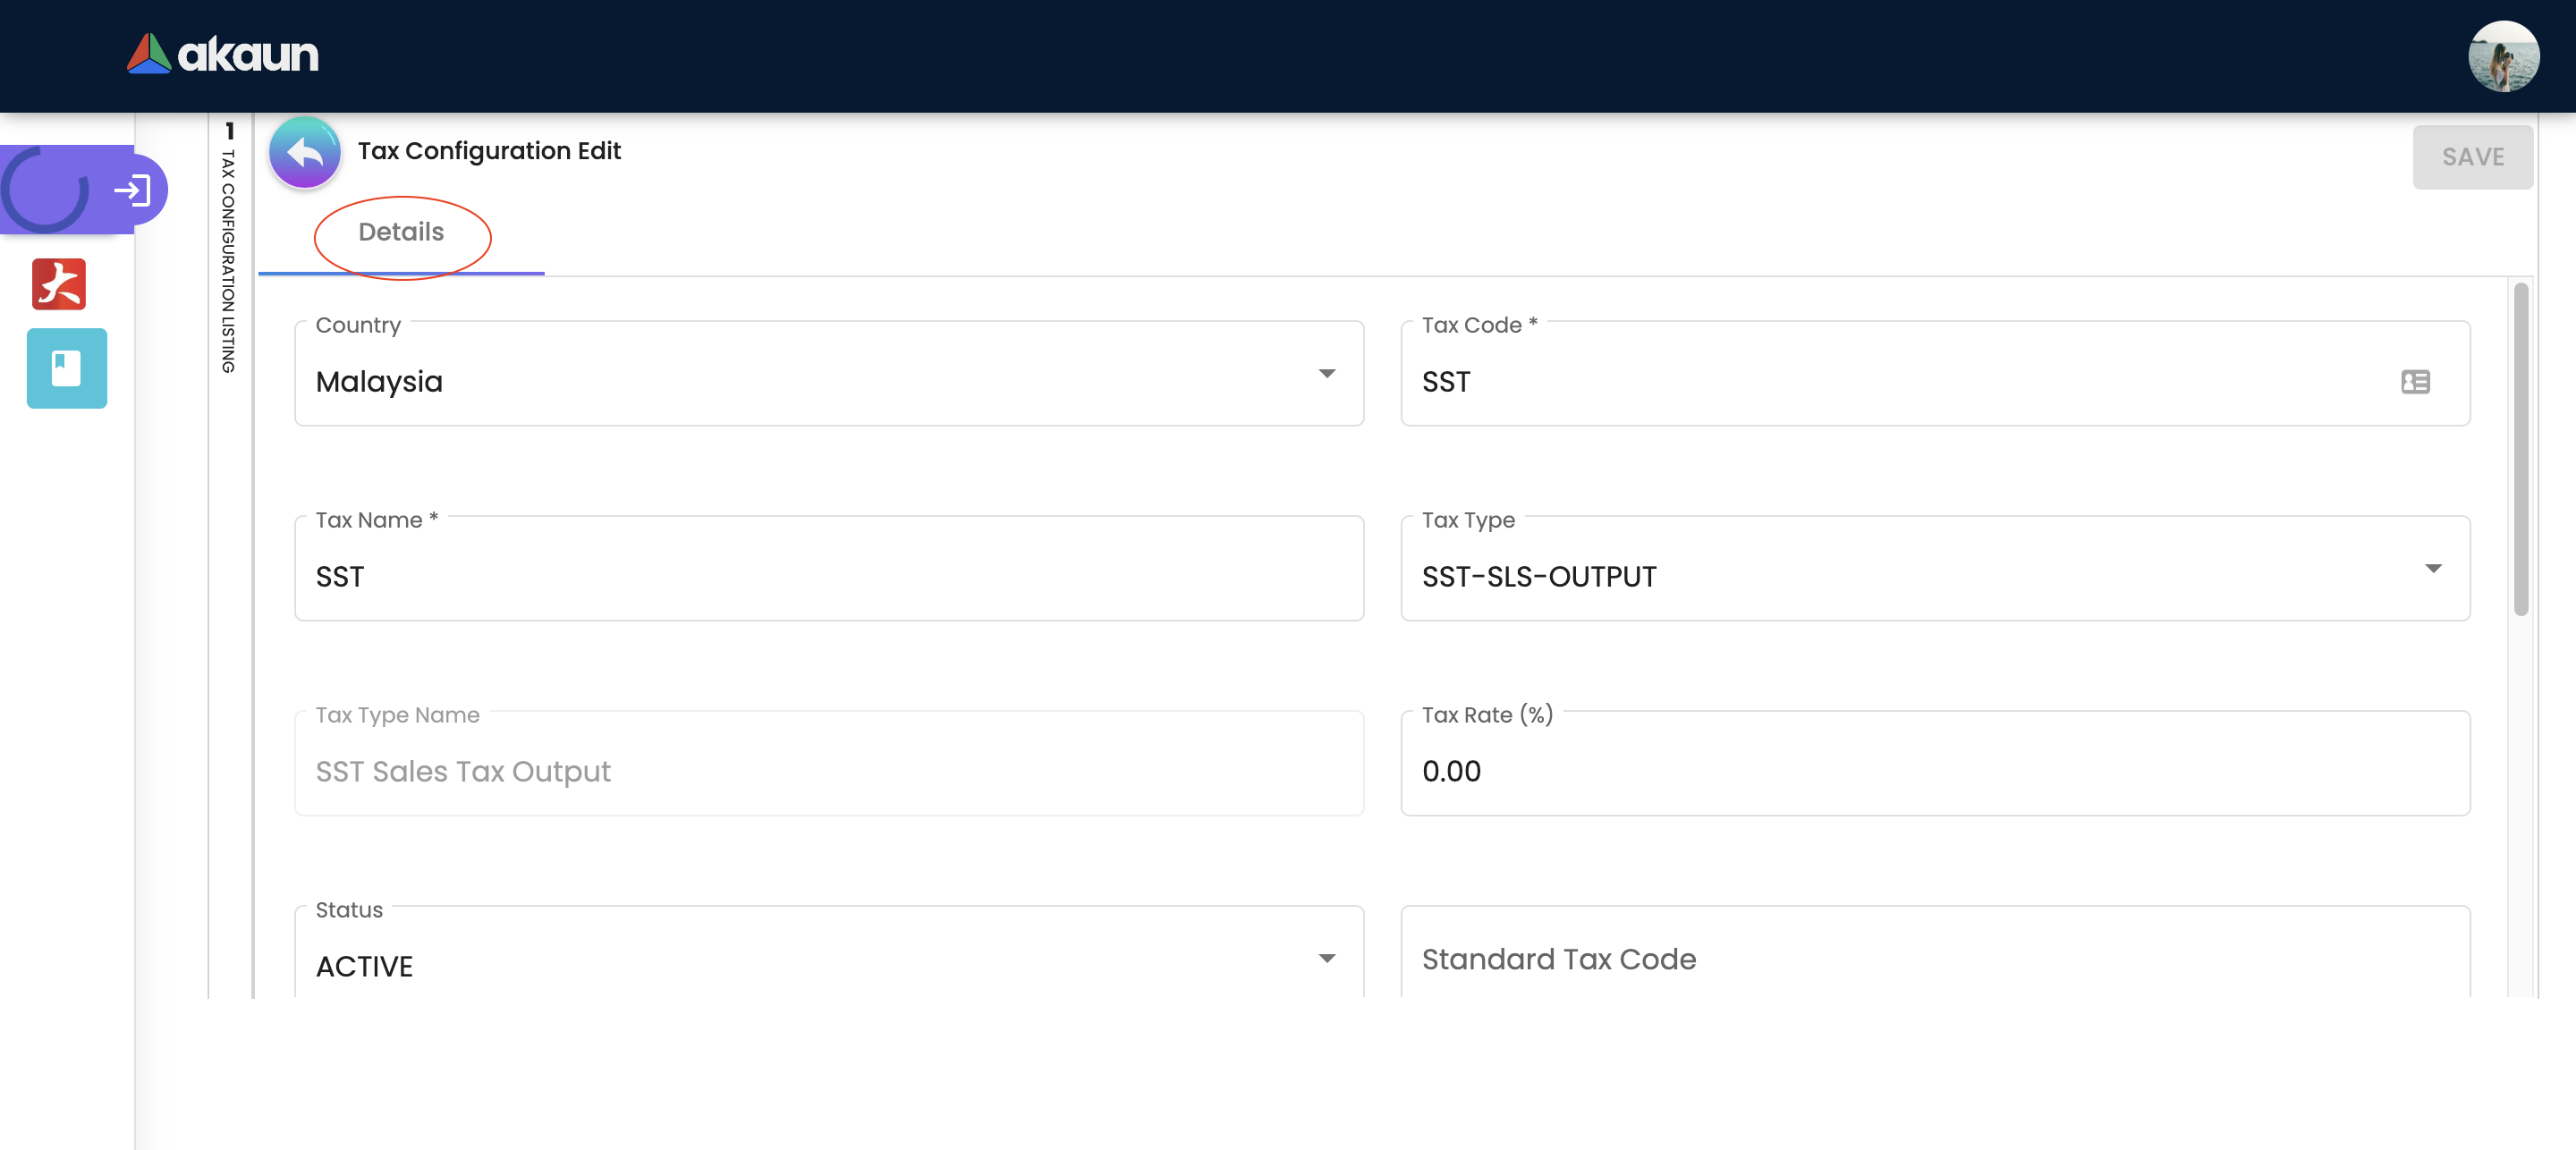 akaun
1
TAX CONFIGURATION LISTING
Tax Configuration Edit
SAVE
Details
Country
Malaysia
Tax Code *
SST
Tax Name *
SST
Tax Type
SST-SLS-OUTPUT
Tax Type Name
SST Sales Tax Output
Tax Rate (%)
0.00
Status
ACTIVE
Standard Tax Code